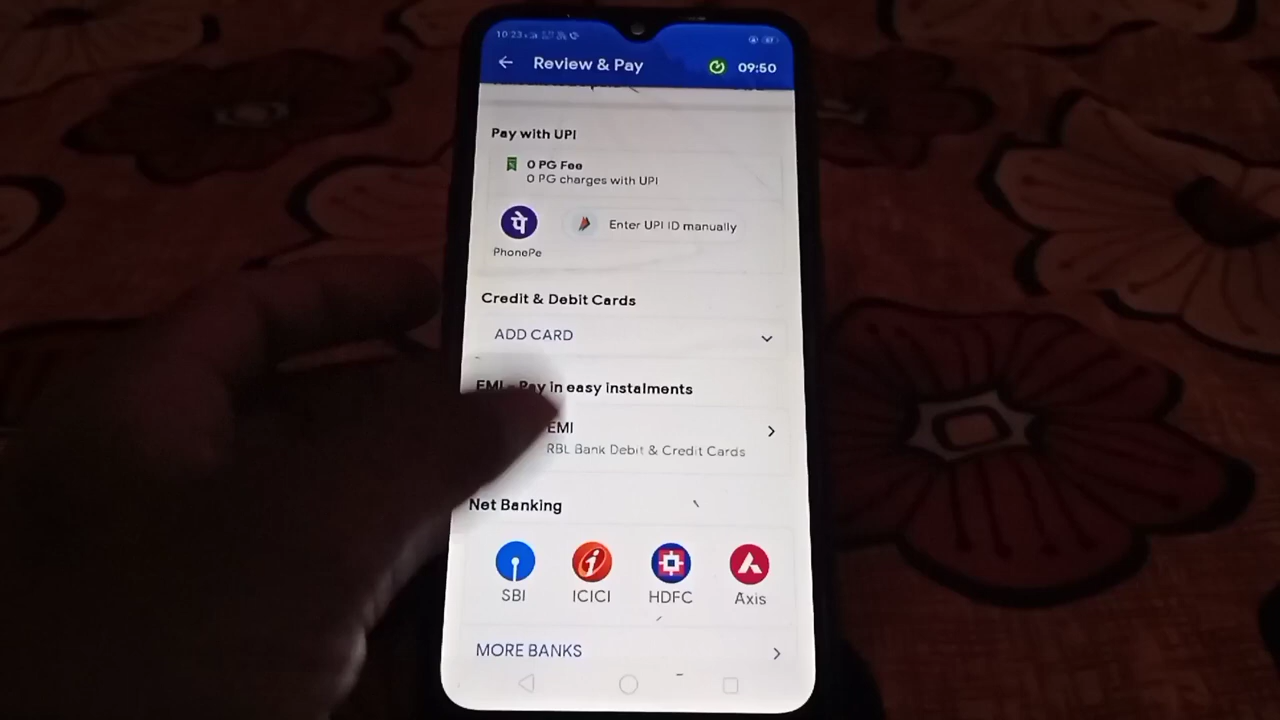 10:23
Review & Pay
09:50
Pay with UPI
0 PG Fee
0 PG charges with UPI
पे
Enter UPI ID manually
PhonePe
Credit & Debit Cards
ADD CARD
EMI - Pay in easy instalments
EMI
RBL Bank Debit & Credit Cards
Net Banking
i
SBI
ICICI
HDFC
Axis
MORE BANKS